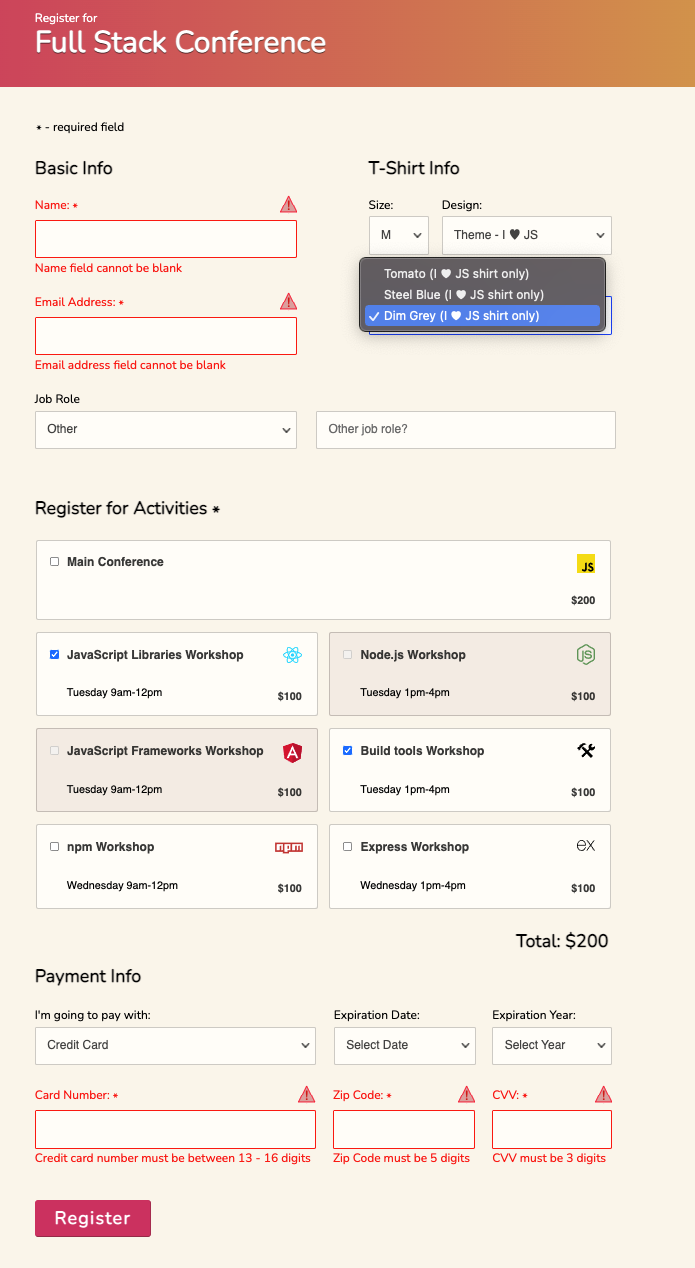 Register for
Full Stack Conference
* - required field
Basic Info
Name: *
Name field cannot be blank
Email Address: *
Email address field cannot be blank
Job Role
Other
Other job role?
T-Shirt Info
Size:
Design:
M
Theme - I ♥ JS
Tomato (I ♥ JS shirt only)
Steel Blue (I ♥ JS shirt only)
✓ Dim Grey (I ♥ JS shirt only)
Register for Activities *
Main Conference
JS
$200
JavaScript Libraries Workshop
Tuesday 9am-12pm
$100
Node.js Workshop
JS
Tuesday 1pm-4pm
$100
JavaScript Frameworks Workshop
A
Tuesday 9am-12pm
$100
Build tools Workshop
Tuesday 1pm-4pm
$100
npm Workshop
npm
Wednesday 9am-12pm
$100
Express Workshop
ex
Wednesday 1pm-4pm
$100
Total: $200
Payment Info
I'm going to pay with:
Credit Card
Expiration Date:
Select Date
Expiration Year:
Select Year
Card Number: *
Credit card number must be between 13 - 16 digits
Zip Code: *
Zip Code must be 5 digits
CVV: *
CVV must be 3 digits
Register